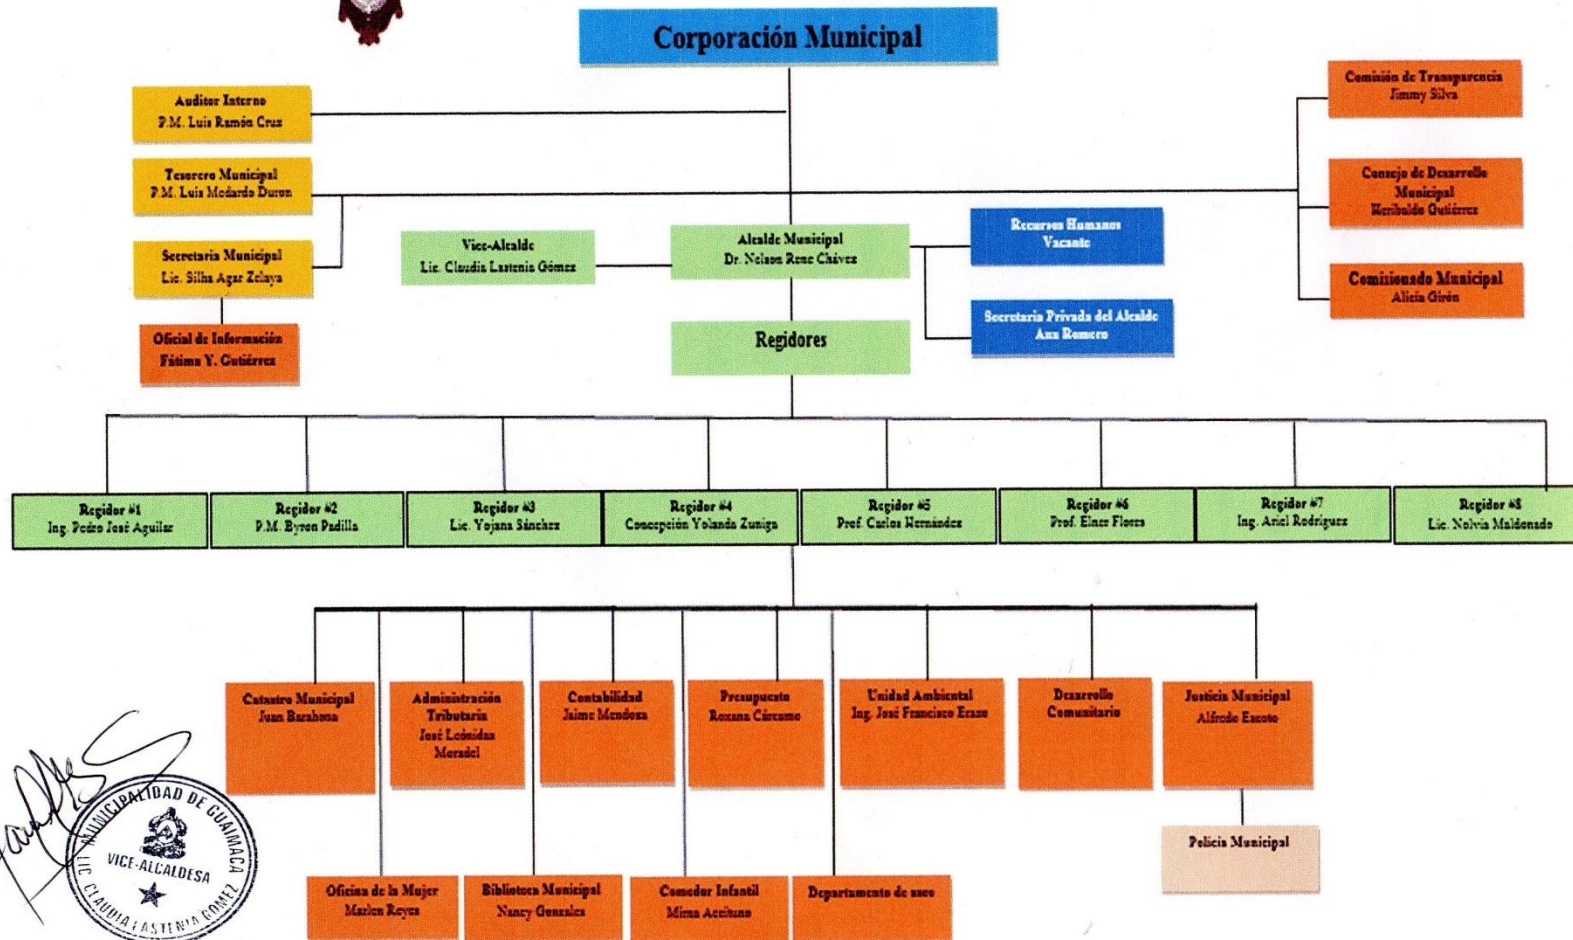 Corporación Municipal
Auditor Interno
P.M. Luis Ramón Cruz
Comisión de Transparencia
Jimmy Silva
Tesorero Municipal
P.M. Luis Medardo Duron
Consejo de Desarrollo
Municipal
Heribaldo Gutiérrez
Secretaria Municipal
Lic. Silha Agar Zelaya
Vice-Alcalde
Lic. Claudia Lastenia Gómez
Alcalde Municipal
Dr. Nelson Rene Chávez
Recursos Humanos
Vacante
Comisionado Municipal
Alicia Girón
Oficial de Información
Fátima Y. Gutiérrez
Regidores
Secretaria Privada del Alcalde
Ana Romero
Regidor #1
Ing. Pedro José Aguilar
Regidor #2
P.M. Byron Padilla
Regidor #3
Lic. Yojana Sánchez
Regidor #4
Concepción Yolanda Zuniga
Regidor #5
Prof. Carlos Hernández
Regidor #6
Prof. Elner Flores
Regidor #7
Ing. Ariel Rodríguez
Regidor #8
Lic. Nolvia Maldonado
Catastro Municipal
Juan Barahona
Administración
Tributaria
José Leónidas
Moradel
Contabilidad
Jaime Mendoza
Presupuesto
Roxana Cárcamo
Unidad Ambiental
Ing. José Francisco Erazo
Desarrollo
Comunitario
Justicia Municipal
Alfredo Escoto
Policia Municipal
Oficina de la Mujer
Marlen Reyes
Biblioteca Municipal
Nancy Gonzales
Comedor Infantil
Mirna Aceituno
Departamento de aseo
MUNICIPALIDAD DE GUAIMACA
VICE-ALCALDESA
LIC CLAUDIA LASTENIA GOMEZ